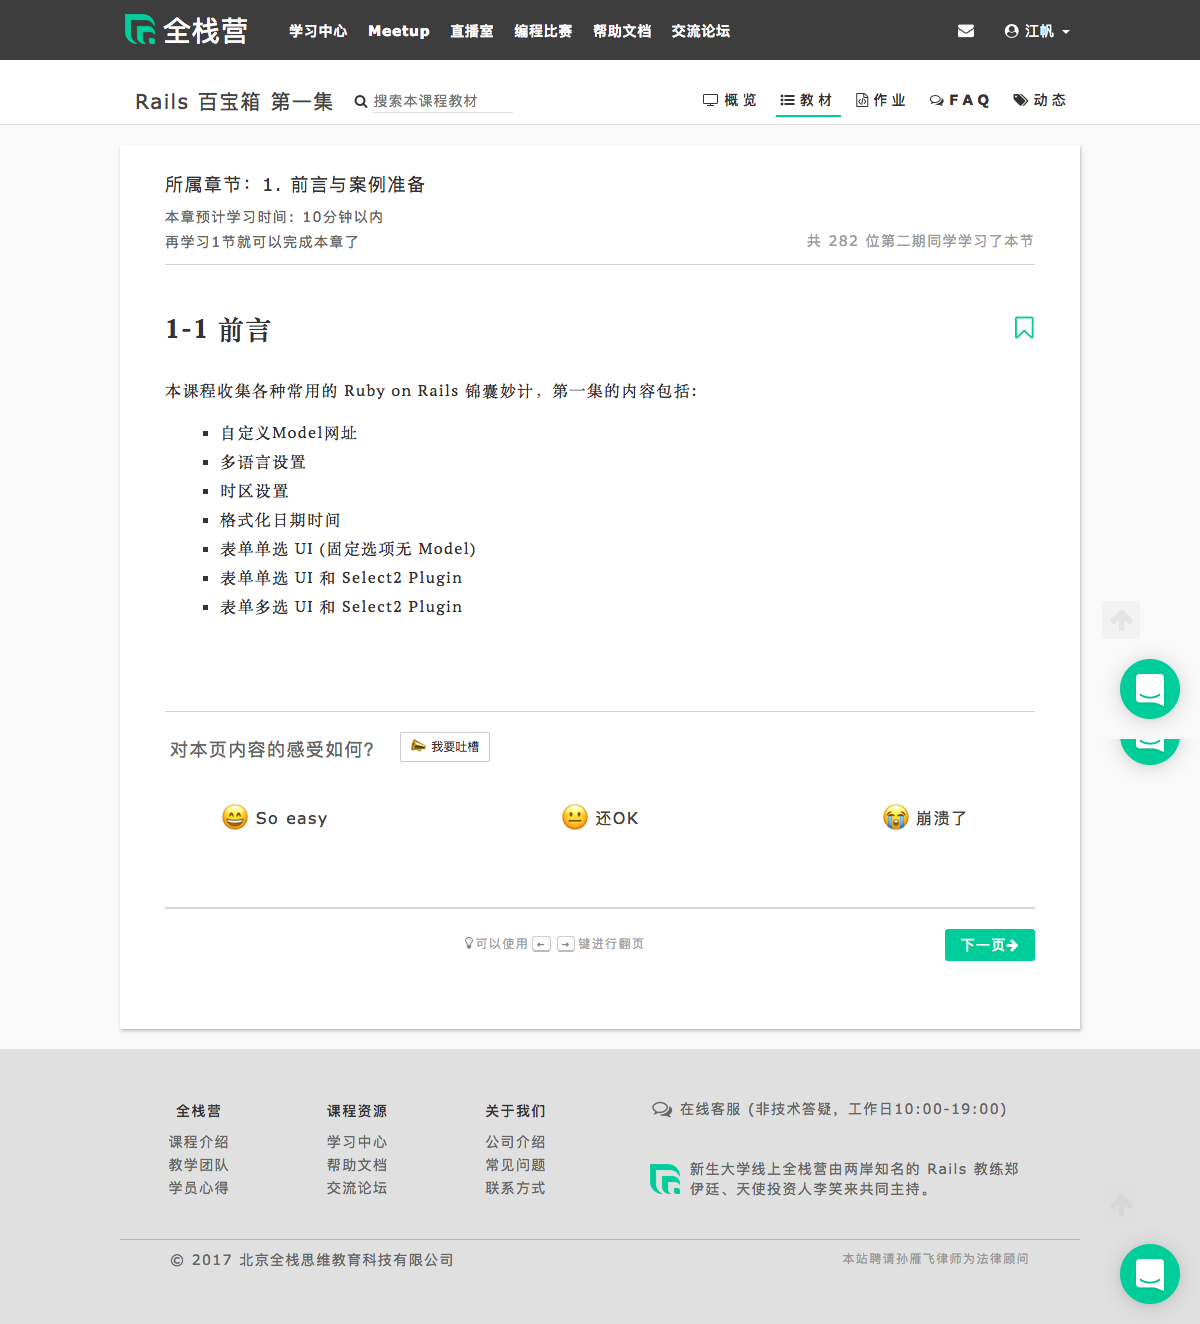 全栈营 学习中心 Meetup 直播室 编程比赛 帮助文档 交流论坛 江帆
Rails 百宝箱 第一集 搜索本课程教材 概览 教材 作业 FAQ 动态
所属章节：1. 前言与案例准备
本章预计学习时间：10分钟以内
再学习1节就可以完成本章了
共 282 位第二期同学学习了本节
1-1 前言
本课程收集各种常用的 Ruby on Rails 锦囊妙计，第一集的内容包括：
自定义Model网址
多语言设置
时区设置
格式化日期时间
表单单选 UI (固定选项无 Model)
表单单选 UI 和 Select2 Plugin
表单多选 UI 和 Select2 Plugin
对本页内容的感受如何? 我要吐槽
So easy 还OK 崩溃了
可以使用 ← → 键进行翻页 下一页
全栈营 课程资源 关于我们 在线客服 (非技术答疑，工作日10:00-19:00)
课程介绍 学习中心 公司介绍
教学团队 帮助文档 常见问题 新生大学线上全栈营由两岸知名的 Rails 教练郑
学员心得 交流论坛 联系方式 伊廷、天使投资人李笑来共同主持。
© 2017 北京全栈思维教育科技有限公司 本站聘请孙雁飞律师为法律顾问